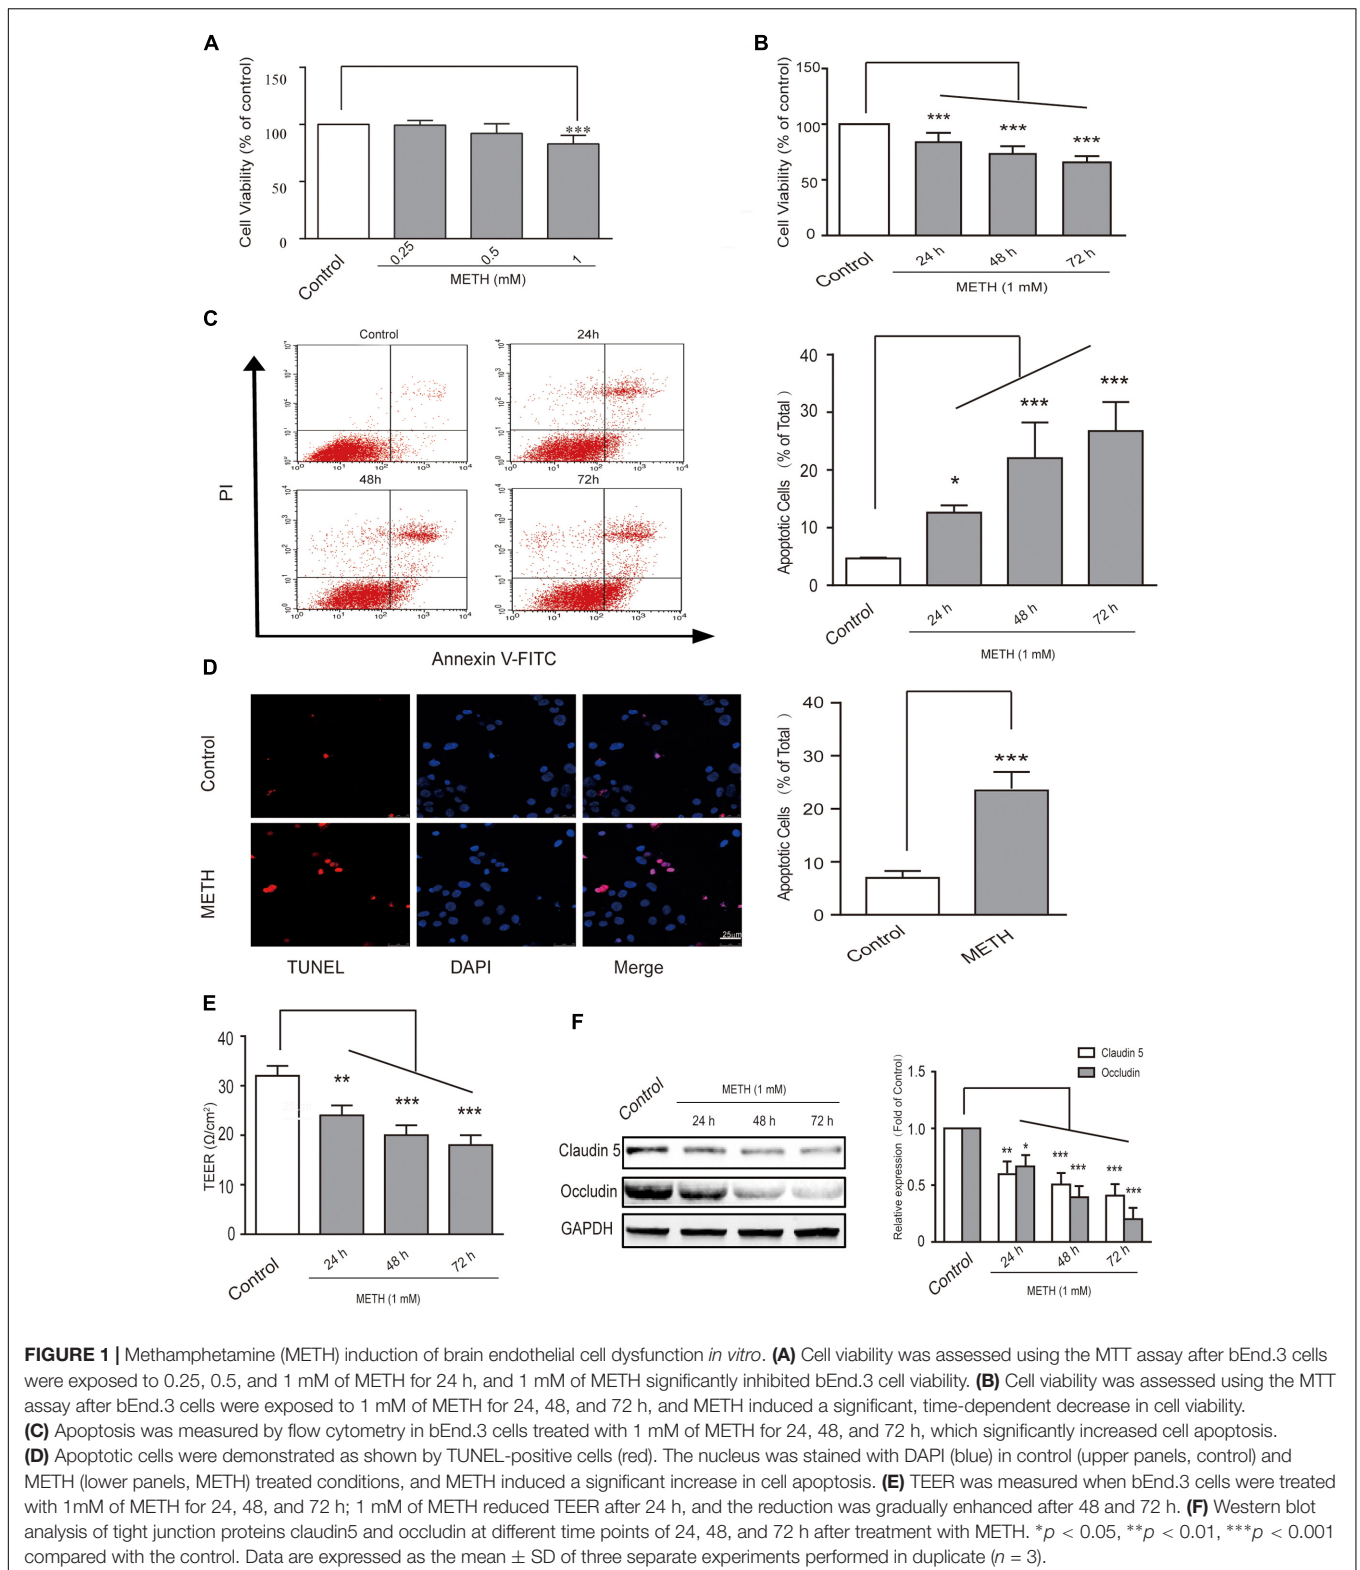 A
Cell Viability (% of control)
150
100
50
0
***
Control
0.25
0.5
1
METH (mM)
B
Cell Viability (% of control)
150
100
50
0
***
***
***
Control
24 h
48 h
72 h
METH (1 mM)
C
PI
Control
24h
48h
72h
Annexin V-FITC
Apoptotic Cells (% of Total)
40
30
20
10
0
*
***
***
Control
24 h
48 h
72 h
METH (1 mM)
D
Control
METH
25μm
TUNEL
DAPI
Merge
Apoptotic Cells (% of Total)
40
30
20
10
0
***
Control
METH
E
TEER (Ω/cm²)
40
30
20
10
0
**
***
***
Control
24 h
48 h
72 h
METH (1 mM)
F
Control
METH (1 mM)
24 h 48 h 72 h
Claudin 5
Occludin
GAPDH
Relative expression (Fold of Control)
1.5
1.0
0.5
0
Claudin 5
Occludin
**
*
***
***
***
***
Control
24 h
48 h
72 h
METH (1 mM)
FIGURE 1 | Methamphetamine (METH) induction of brain endothelial cell dysfunction in vitro. (A) Cell viability was assessed using the MTT assay after bEnd.3 cells
were exposed to 0.25, 0.5, and 1 mM of METH for 24 h, and 1 mM of METH significantly inhibited bEnd.3 cell viability. (B) Cell viability was assessed using the MTT
assay after bEnd.3 cells were exposed to 1 mM of METH for 24, 48, and 72 h, and METH induced a significant, time-dependent decrease in cell viability.
(C) Apoptosis was measured by flow cytometry in bEnd.3 cells treated with 1 mM of METH for 24, 48, and 72 h, which significantly increased cell apoptosis.
(D) Apoptotic cells were demonstrated as shown by TUNEL-positive cells (red). The nucleus was stained with DAPI (blue) in control (upper panels, control) and
METH (lower panels, METH) treated conditions, and METH induced a significant increase in cell apoptosis. (E) TEER was measured when bEnd.3 cells were treated
with 1mM of METH for 24, 48, and 72 h; 1 mM of METH reduced TEER after 24 h, and the reduction was gradually enhanced after 48 and 72 h. (F) Western blot
analysis of tight junction proteins claudin5 and occludin at different time points of 24, 48, and 72 h after treatment with METH. *p < 0.05, **p < 0.01, ***p < 0.001
compared with the control. Data are expressed as the mean ± SD of three separate experiments performed in duplicate (n = 3).